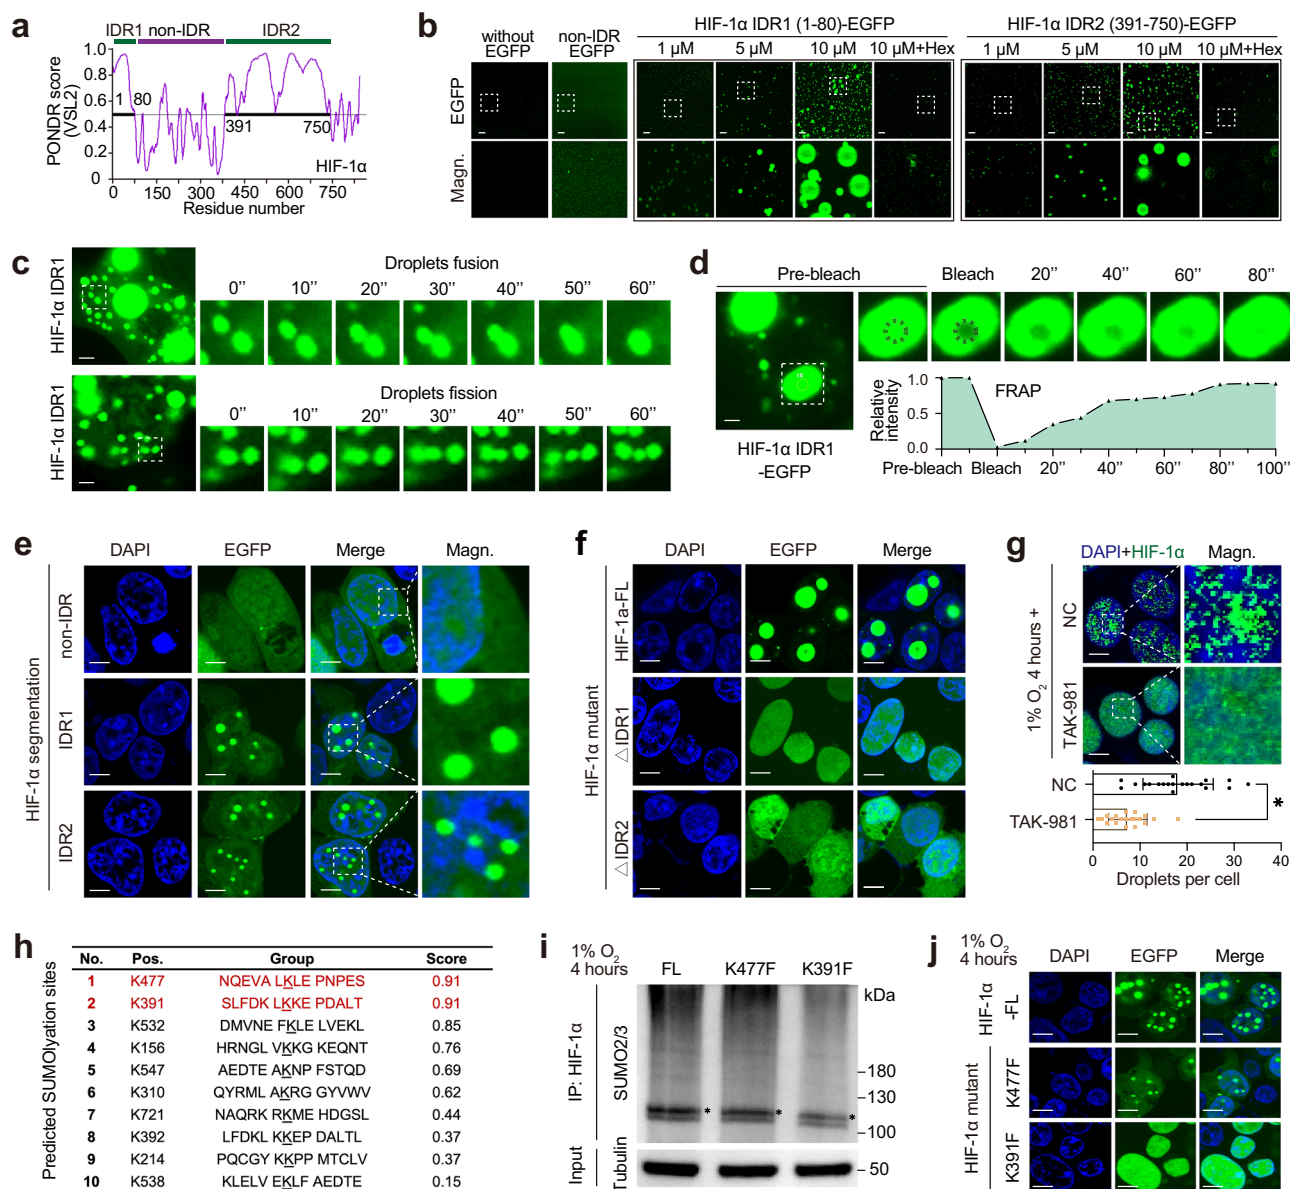 a
IDR1 non-IDR IDR2
PONDR score
(VSL2)
1.0
0.8
0.6
0.4
0.2
0
1 80
391 750
HIF-1α
0 150 300 450 600 750
Residue number
b
without
EGFP
non-IDR
EGFP
HIF-1α IDR1 (1-80)-EGFP
1 μM 5 μM 10 μM 10 μM+Hex
HIF-1α IDR2 (391-750)-EGFP
1 μM 5 μM 10 μM 10 μM+Hex
EGFP
Magn.
c
HIF-1α IDR1
Droplets fusion
0'' 10'' 20'' 30'' 40'' 50'' 60''
HIF-1α IDR1
Droplets fission
0'' 10'' 20'' 30'' 40'' 50'' 60''
d
Pre-bleach Bleach 20'' 40'' 60'' 80''
HIF-1α IDR1
-EGFP
Relative
intensity
1.0
0.5
0.0
FRAP
Pre-bleach Bleach 20'' 40'' 60'' 80'' 100''
e
DAPI EGFP Merge Magn.
HIF-1α segmentation
non-IDR
IDR1
IDR2
f
DAPI EGFP Merge
HIF-1α mutant
HIF-1a-FL
△IDR1
△IDR2
g
DAPI+HIF-1α Magn.
1% O2 4 hours +
NC
TAK-981
NC
TAK-981
*
0 10 20 30 40
Droplets per cell
h
Predicted SUMOlyation sites
No. Pos. Group Score
1 K477 NQEVA LKLE PNPES 0.91
2 K391 SLFDK LKKE PDALT 0.91
3 K532 DMVNE FKLE LVEKL 0.85
4 K156 HRNGL VKKG KEQNT 0.76
5 K547 AEDTE AKNP FSTQD 0.69
6 K310 QYRML AKRG GYVWV 0.62
7 K721 NAQRK RKME HDGSL 0.44
8 K392 LFDKL KKEP DALTL 0.37
9 K214 PQCGY KKPP MTCLV 0.37
10 K538 KLELV EKLF AEDTE 0.15
i
1% O2
4 hours
FL K477F K391F
kDa
IP: HIF-1α
SUMO2/3
180
130
100
* * *
Input
Tubulin
50
j
1% O2
4 hours
DAPI EGFP Merge
HIF-1α
-FL
HIF-1α mutant
K477F
K391F